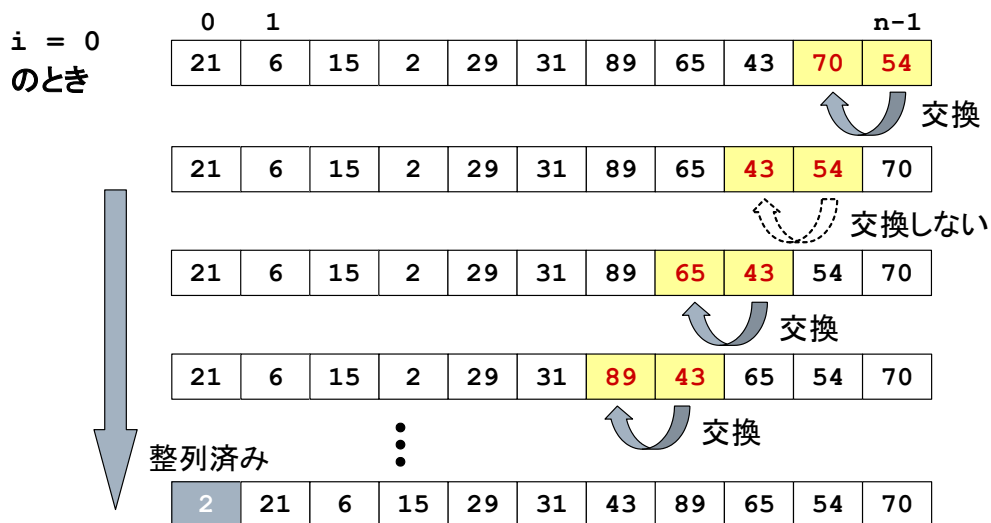 0 1 n-1
i = 0
のとき
21 6 15 2 29 31 89 65 43 70 54
交換
21 6 15 2 29 31 89 65 43 54 70
交換しない
21 6 15 2 29 31 89 65 43 54 70
交換
21 6 15 2 29 31 89 43 65 54 70
交換
整列済み
2 21 6 15 29 31 43 89 65 54 70